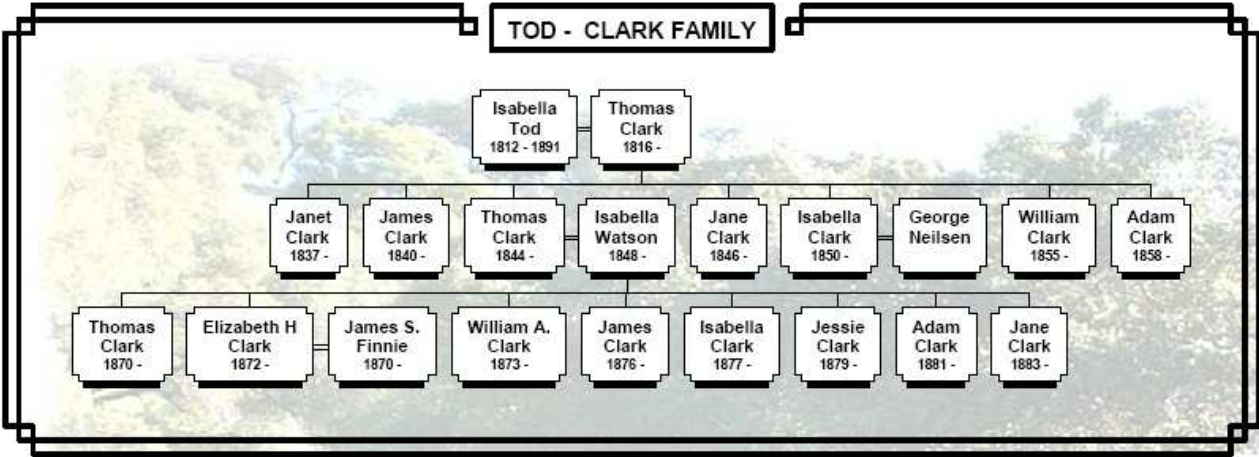 TOD - CLARK FAMILY
Isabella
Tod
1812 - 1891
Thomas
Clark
1816 -
Janet
Clark
1837 -
James
Clark
1840 -
Thomas
Clark
1844 -
Isabella
Watson
1848 -
Jane
Clark
1846 -
Isabella
Clark
1850 -
George
Neilsen
William
Clark
1855 -
Adam
Clark
1858 -
Thomas
Clark
1870 -
Elizabeth H
Clark
1872 -
James S.
Finnie
1870 -
William A.
Clark
1873 -
James
Clark
1876 -
Isabella
Clark
1877 -
Jessie
Clark
1879 -
Adam
Clark
1881 -
Jane
Clark
1883 -